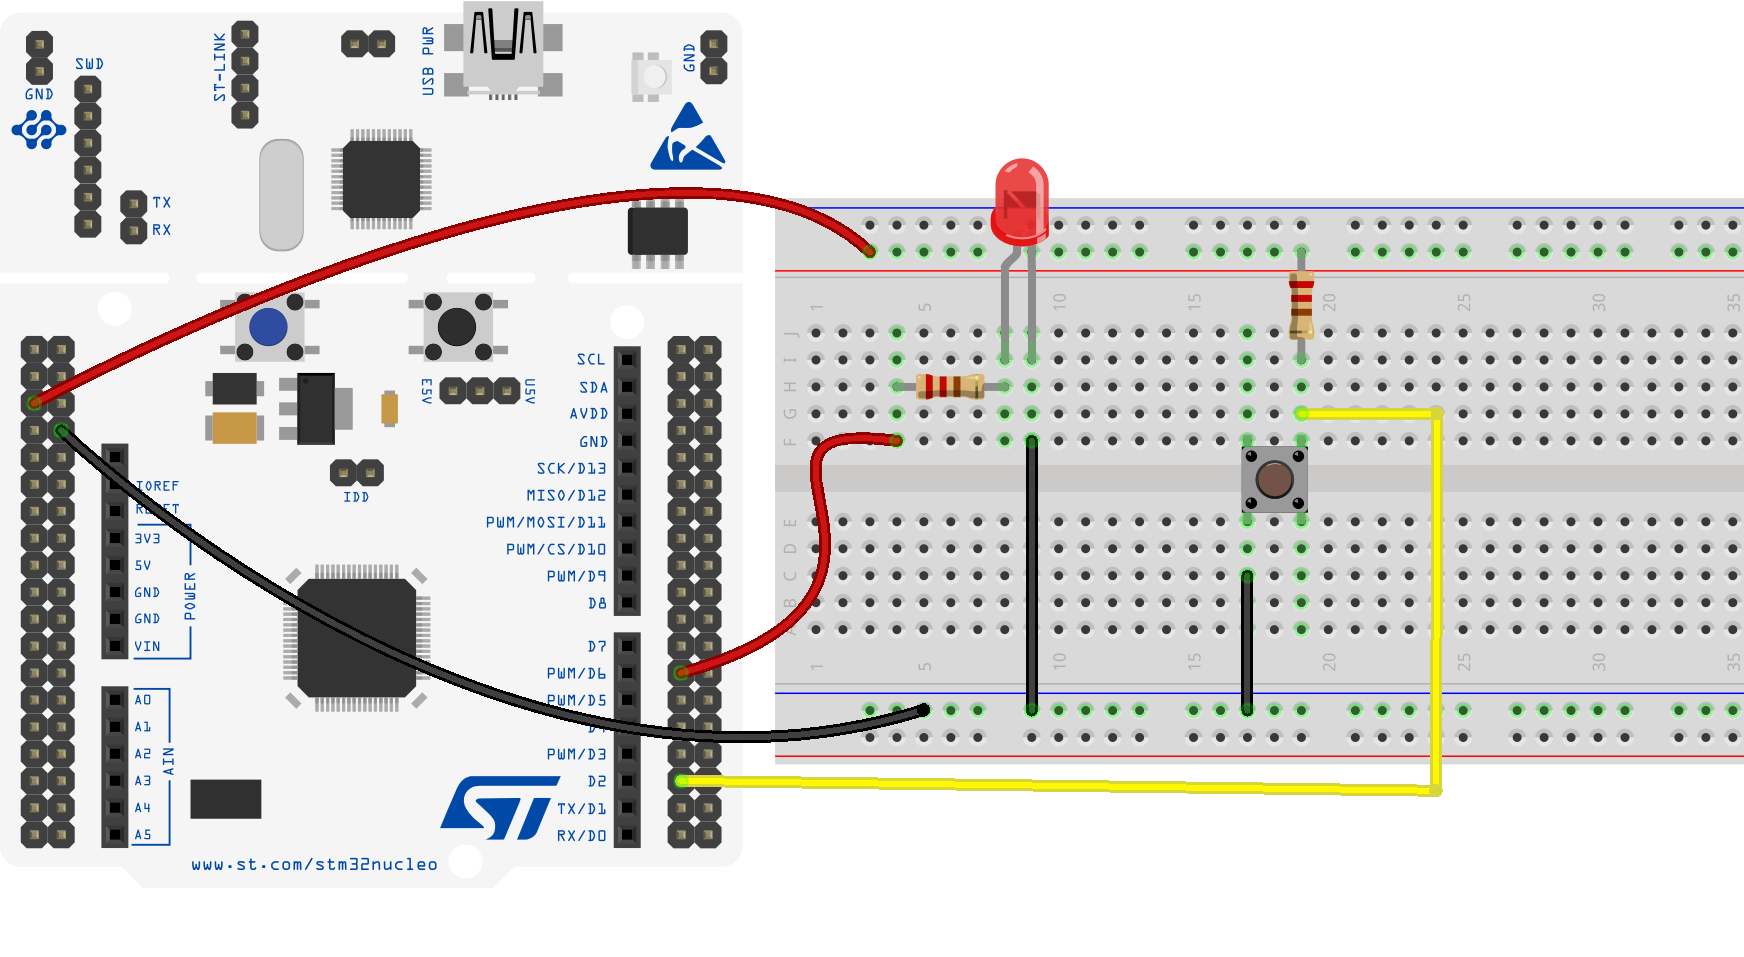 SWD
GND
TX
RX
ST-LINK
USB PWR
GND
E5V
U5V
IDD
IOREF
RESET
3V3
5V
GND
GND
VIN
POWER
A0
A1
A2
A3
A4
A5
AIN
SCL
SDA
AVDD
GND
SCK/D13
MISO/D12
PWM/MOSI/D11
PWM/CS/D10
PWM/D9
D8
D7
PWM/D6
PWM/D5
D4
PWM/D3
D2
TX/D1
RX/D0
ST
www.st.com/stm32nucleo
1 5 10 15 20 25 30 35
J
I
H
G
F
E
D
C
B
A
1 5 10 15 20 25 30 35